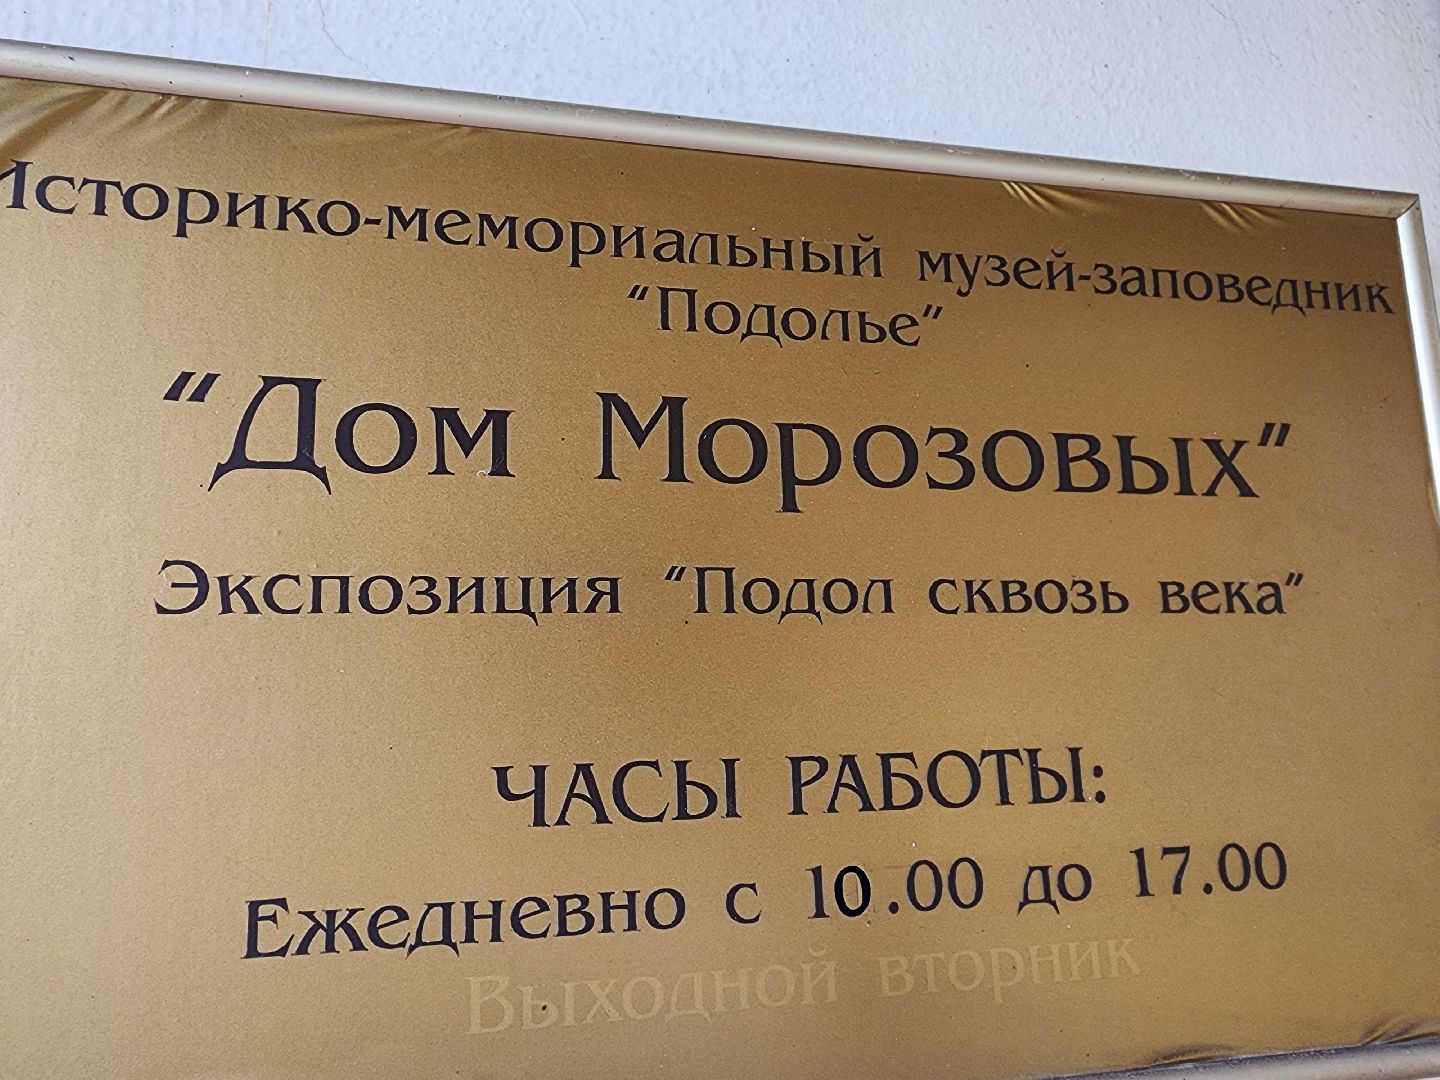 Историко-мемориальный музей-заповедник
"Подолье"
"Дом Морозовых"
Экспозиция "Подол сквозь века"
ЧАСЫ РАБОТЫ:
Ежедневно с 10.00 до 17.00
Выходной вторник